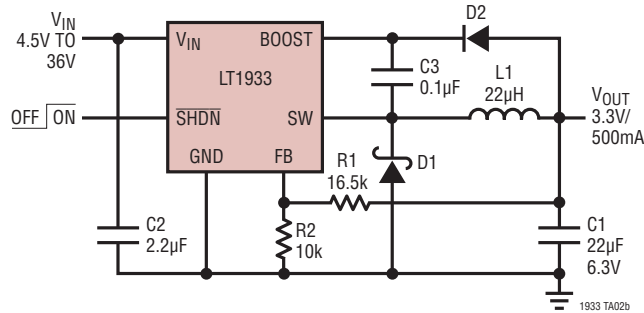 VIN
4.5V TO
36V
OFF ON
VIN
BOOST
LT1933
SHDN
SW
GND
FB
D2
C3
0.1µF
L1
22µH
VOUT
3.3V/
500mA
R1
16.5k
D1
C2
2.2µF
R2
10k
C1
22µF
6.3V
1933 TA02b